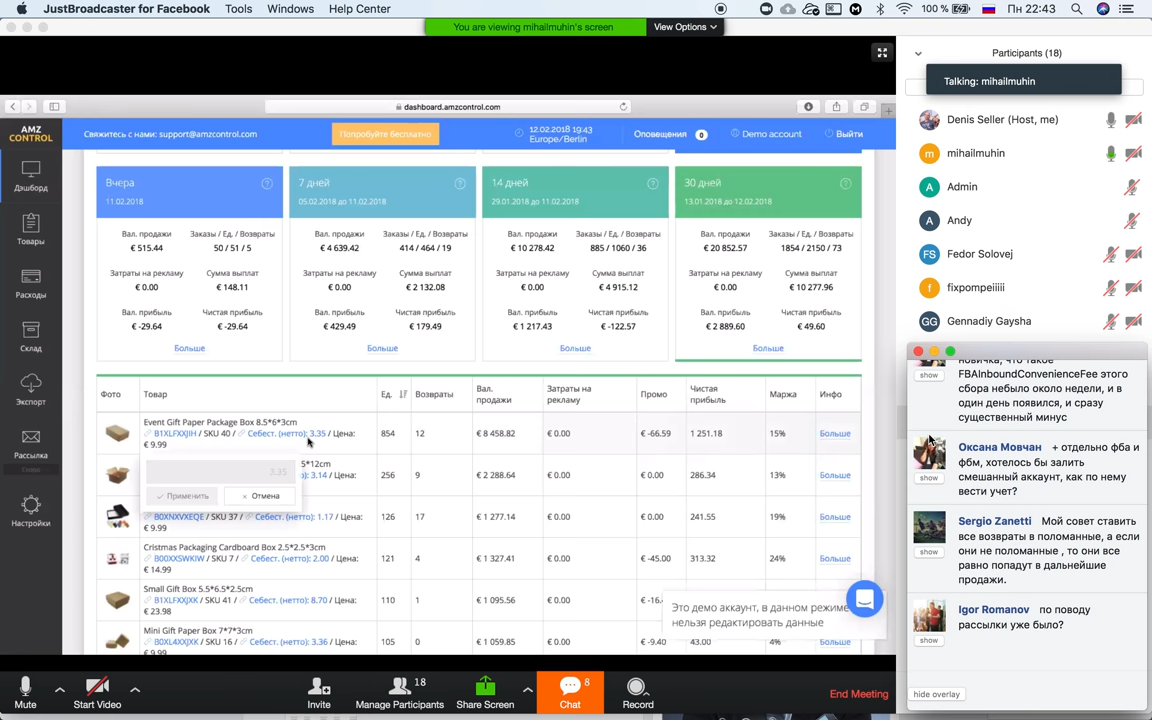 JustBroadcaster for Facebook Tools Windows Help Center 100 % Пн 22:43
You are viewing mihailmuhin's screen View Options
Participants (18)
Talking: mihailmuhin
Denis Seller (Host, me)
m mihailmuhin
A Admin
A Andy
FS Fedor Solovej
f fixpompeiiiii
GG Gennadiy Gaysha
dashboard.amzcontrol.com
AMZ
CONTROL
Свяжитесь с нами: support@amzcontrol.com
Попробуйте бесплатно
12.02.2018 19:43
Europe/Berlin
Оповещения 0 Demo account Выйти
Дэшборд
Товары
Расходы
Склад
Экспорт
Рассылка
Настройки
Вчера
11.02.2018
Вал. продажи Заказы / Ед. / Возвраты
€ 515.44 50 / 51 / 5
Затраты на рекламу Сумма выплат
€ 0.00 € 148.11
Вал. прибыль Чистая прибыль
€ -29.64 € -29.64
Больше
7 дней
05.02.2018 до 11.02.2018
Вал. продажи Заказы / Ед. / Возвраты
€ 4 639.42 414 / 464 / 19
Затраты на рекламу Сумма выплат
€ 0.00 € 2 132.08
Вал. прибыль Чистая прибыль
€ 429.49 € 179.49
Больше
14 дней
29.01.2018 до 11.02.2018
Вал. продажи Заказы / Ед. / Возвраты
€ 10 278.42 885 / 1060 / 36
Затраты на рекламу Сумма выплат
€ 0.00 € 4 915.12
Вал. прибыль Чистая прибыль
€ 1 217.43 € -122.57
Больше
30 дней
13.01.2018 до 12.02.2018
Вал. продажи Заказы / Ед. / Возвраты
€ 20 852.57 1854 / 2150 / 73
Затраты на рекламу Сумма выплат
€ 0.00 € 10 277.96
Вал. прибыль Чистая прибыль
€ 2 889.60 € 49.60
Больше
Фото Товар Ед. Возвраты Вал. продажи Затраты на рекламу Промо Чистая прибыль Маржа Инфо
Event Gift Paper Package Box 8.5*6*3cm
B1XLFXXJIH / SKU 40 / Себест. (нетто): 3.35 / Цена: 854 12 € 8 458.82 € 0.00 € -66.59 1 251.18 15% Больше
€ 9.99
5*12cm
): 3.14 / Цена: 256 9 € 2 288.64 € 0.00 € 0.00 286.34 13% Больше
3.35
Применить Отмена
B0XNXVXEQE / SKU 37 / Себест. (нетто): 1.17 / Цена: 126 17 € 1 277.14 € 0.00 € 0.00 241.55 19% Больше
€ 9.99
Cristmas Packaging Cardboard Box 2.5*2.5*3cm
B00XXSWKIW / SKU 7 / Себест. (нетто): 2.00 / Цена: 121 4 € 1 327.41 € 0.00 € -45.00 313.32 24% Больше
€ 14.99
Small Gift Box 5.5*6.5*2.5cm
B1XLFXXJXK / SKU 41 / Себест. (нетто): 8.70 / Цена: 110 1 € 1 095.56 € 0.00 € -16.
€ 23.98
Mini Gift Paper Box 7*7*3cm
B0XL4XXJXK / SKU 16 / Себест. (нетто): 3.36 / Цена: 105 0 € 1 059.85 € 0.00 € -9.40 43.00 4% Больше
€ 9.99
Это демо аккаунт, в данном режиме
нельзя редактировать данные
новичка, что такое
show FBAInboundConvenienceFee этого
сбора небыло около недели, и в
один день появился, и сразу
существенный минус
Оксана Мовчан + отдельно фба и
фбм, хотелось бы залить
смешанный аккаунт, как по нему
show вести учет?
Sergio Zanetti Мой совет ставить
все возвраты в поломанные, а если
они не поломанные , то они все
show равно попадут в дальнейшие
продажи.
Igor Romanov по поводу
рассылки уже было?
show
hide overlay
Mute Start Video Invite Manage Participants 18 Share Screen Chat 8 Record End Meeting